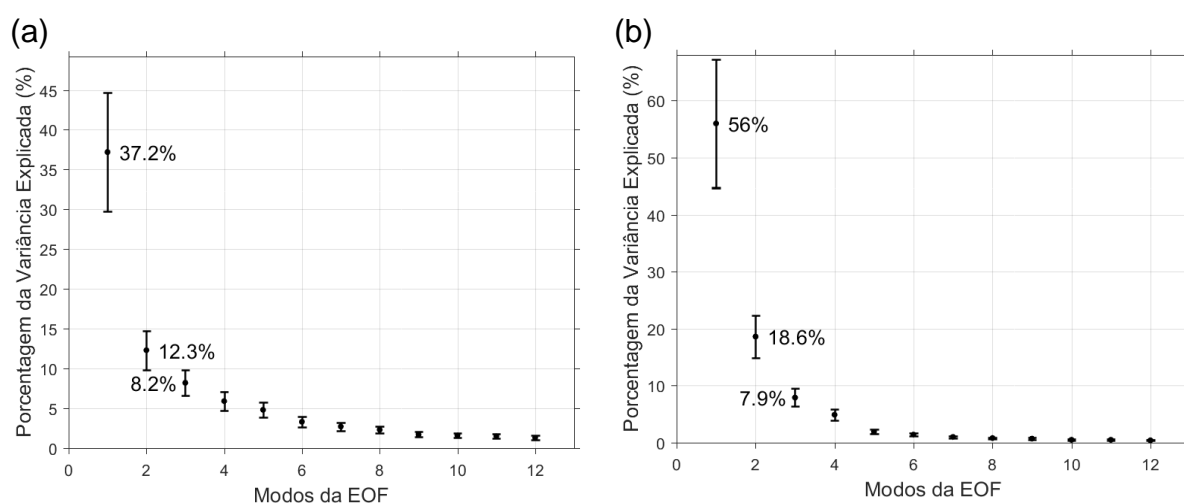 (a)
Porcentagem da Variância Explicada (%)
45
40
35
30
25
20
15
10
5
0
37.2%
12.3%
8.2%
0 2 4 6 8 10 12
Modos da EOF
(b)
Porcentagem da Variância Explicada (%)
60
50
40
30
20
10
0
56%
18.6%
7.9%
0 2 4 6 8 10 12
Modos da EOF